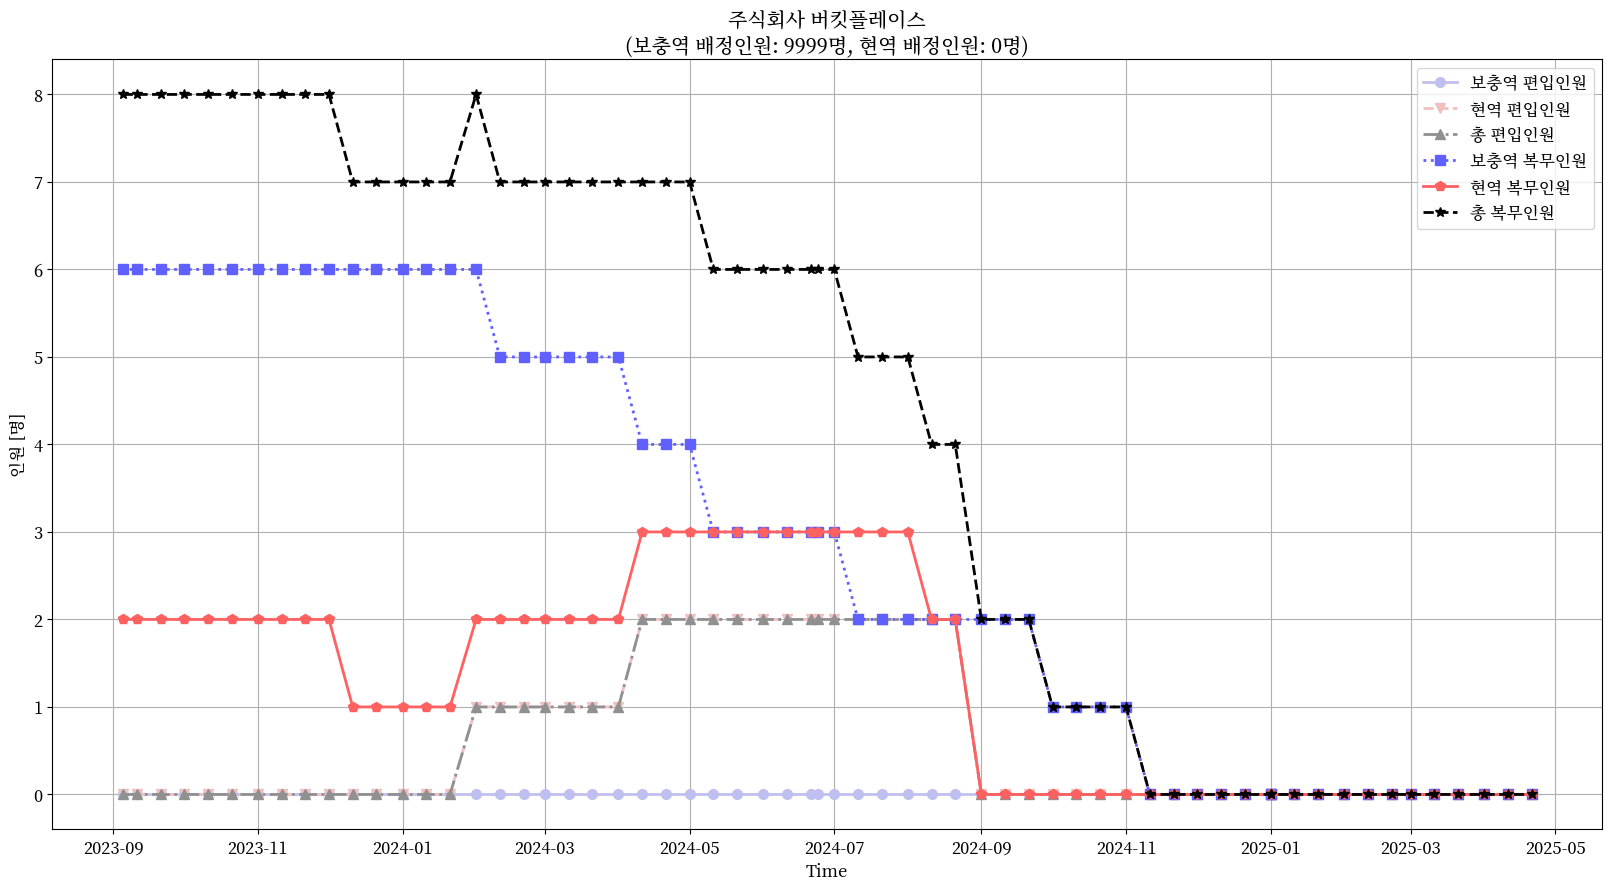 주식회사 버킷플레이스
(보충역 배정인원: 9999명, 현역 배정인원: 0명)
보충역 편입인원
현역 편입인원
총 편입인원
보충역 복무인원
현역 복무인원
총 복무인원
8
7
6
5
4
3
2
1
0
인원 [명]
2023-09
2023-11
2024-01
2024-03
2024-05
2024-07
2024-09
2024-11
2025-01
2025-03
2025-05
Time